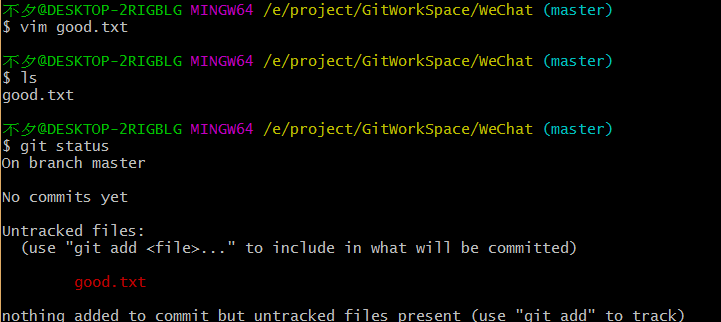 不夕@DESKTOP-2RIGBLG MINGW64 /e/project/GitWorkSpace/WeChat (master)
$ vim good.txt
不夕@DESKTOP-2RIGBLG MINGW64 /e/project/GitWorkSpace/WeChat (master)
$ ls
good.txt
不夕@DESKTOP-2RIGBLG MINGW64 /e/project/GitWorkSpace/WeChat (master)
$ git status
On branch master
No commits yet
Untracked files:
(use "git add <file>..." to include in what will be committed)
good.txt
nothing added to commit but untracked files present (use "git add" to track)